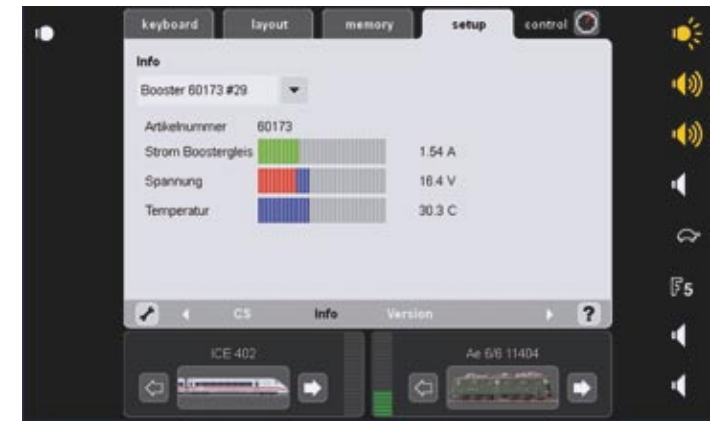 keyboard layout memory setup control
Info
Booster 60173 #29
Artikelnummer 60173
Strom Boostergleis 1.54 A
Spannung 16.4 V
Temperatur 30.3 C
F5
CS Info Version ?
ICE 402 Ae 6/6 11404